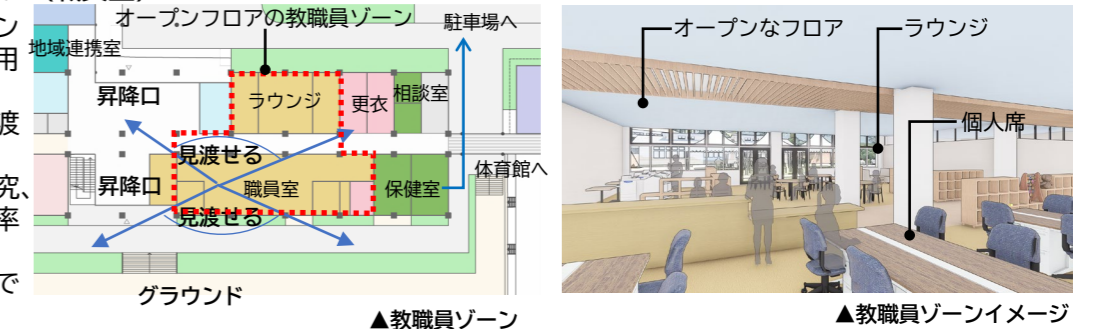 ン
用
度
究、
率
で
オープンフロアの教職員ゾーン
駐車場へ
地域連携室
昇降口
ラウンジ
更衣
相談室
見渡せる
体育館へ
昇降口
職員室
保健室
見渡せる
グラウンド
▲教職員ゾーン
オープンなフロア
ラウンジ
個人席
▲教職員ゾーンイメージ